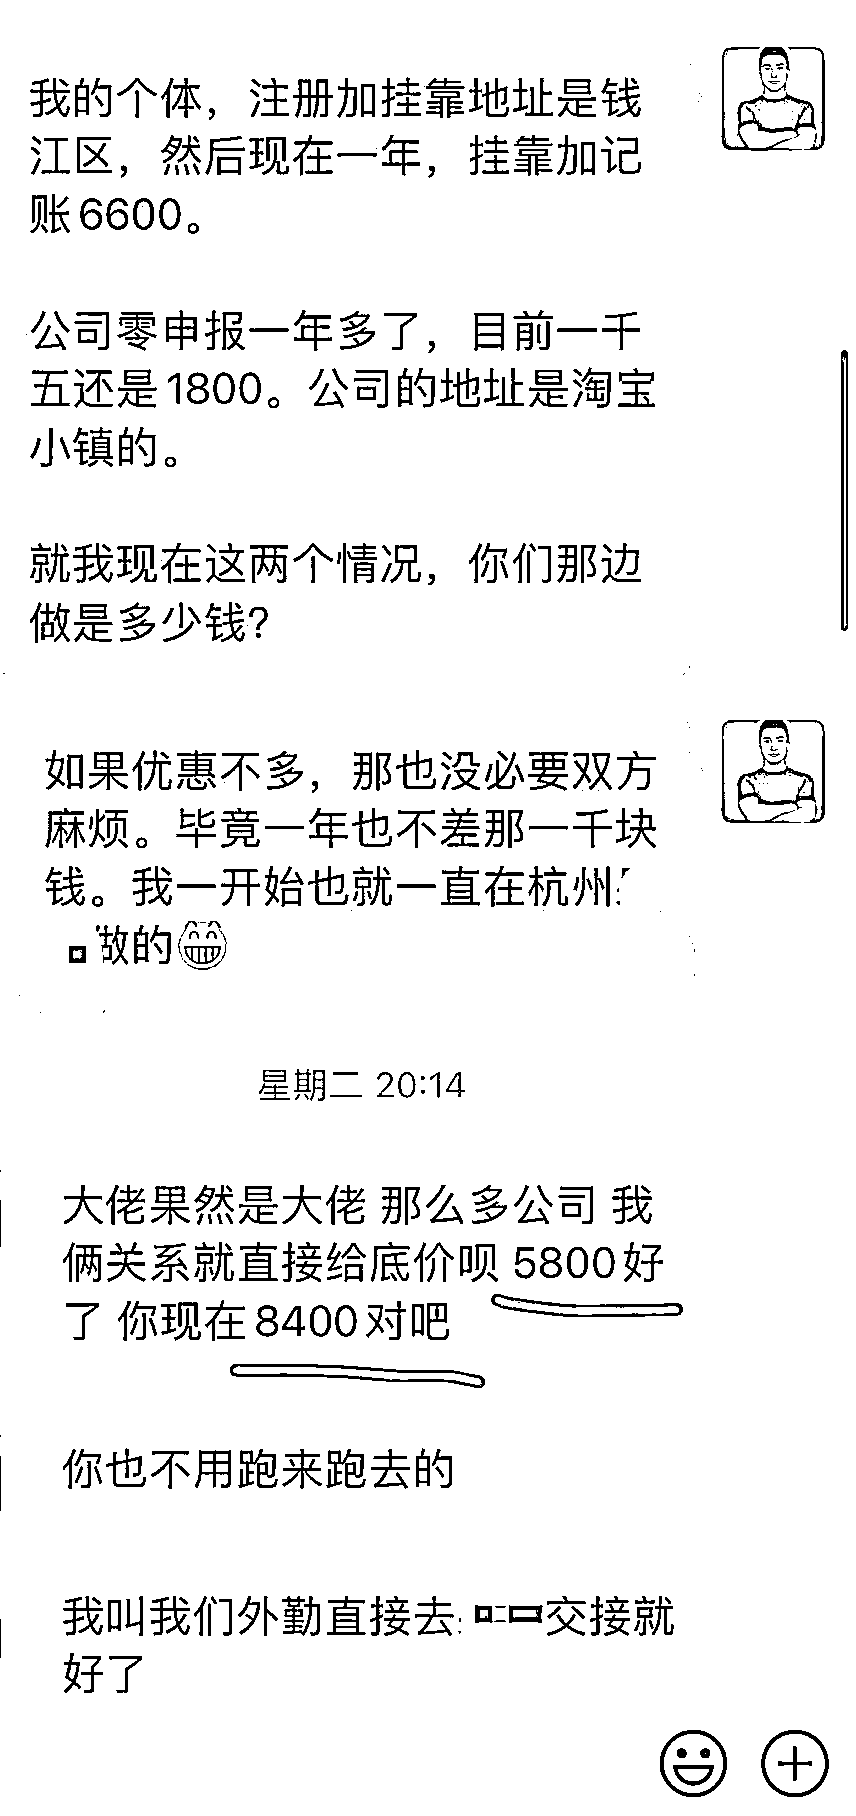 我的个体，注册加挂靠地址是钱
江区，然后现在一年，挂靠加记
账6600。
公司零申报一年多了，目前一千
五还是1800。公司的地址是淘宝
小镇的。
就我现在这两个情况，你们那边
做是多少钱？
如果优惠不多，那也没必要双方
麻烦。毕竟一年也不差那一千块
钱。我一开始也就一直在杭州
的😁
星期二 20:14
大佬果然是大佬 那么多公司 我
俩关系就直接给底价呗 5800好
了 你现在8400对吧
你也不用跑来跑去的
我叫我们外勤直接去 交接就
好了